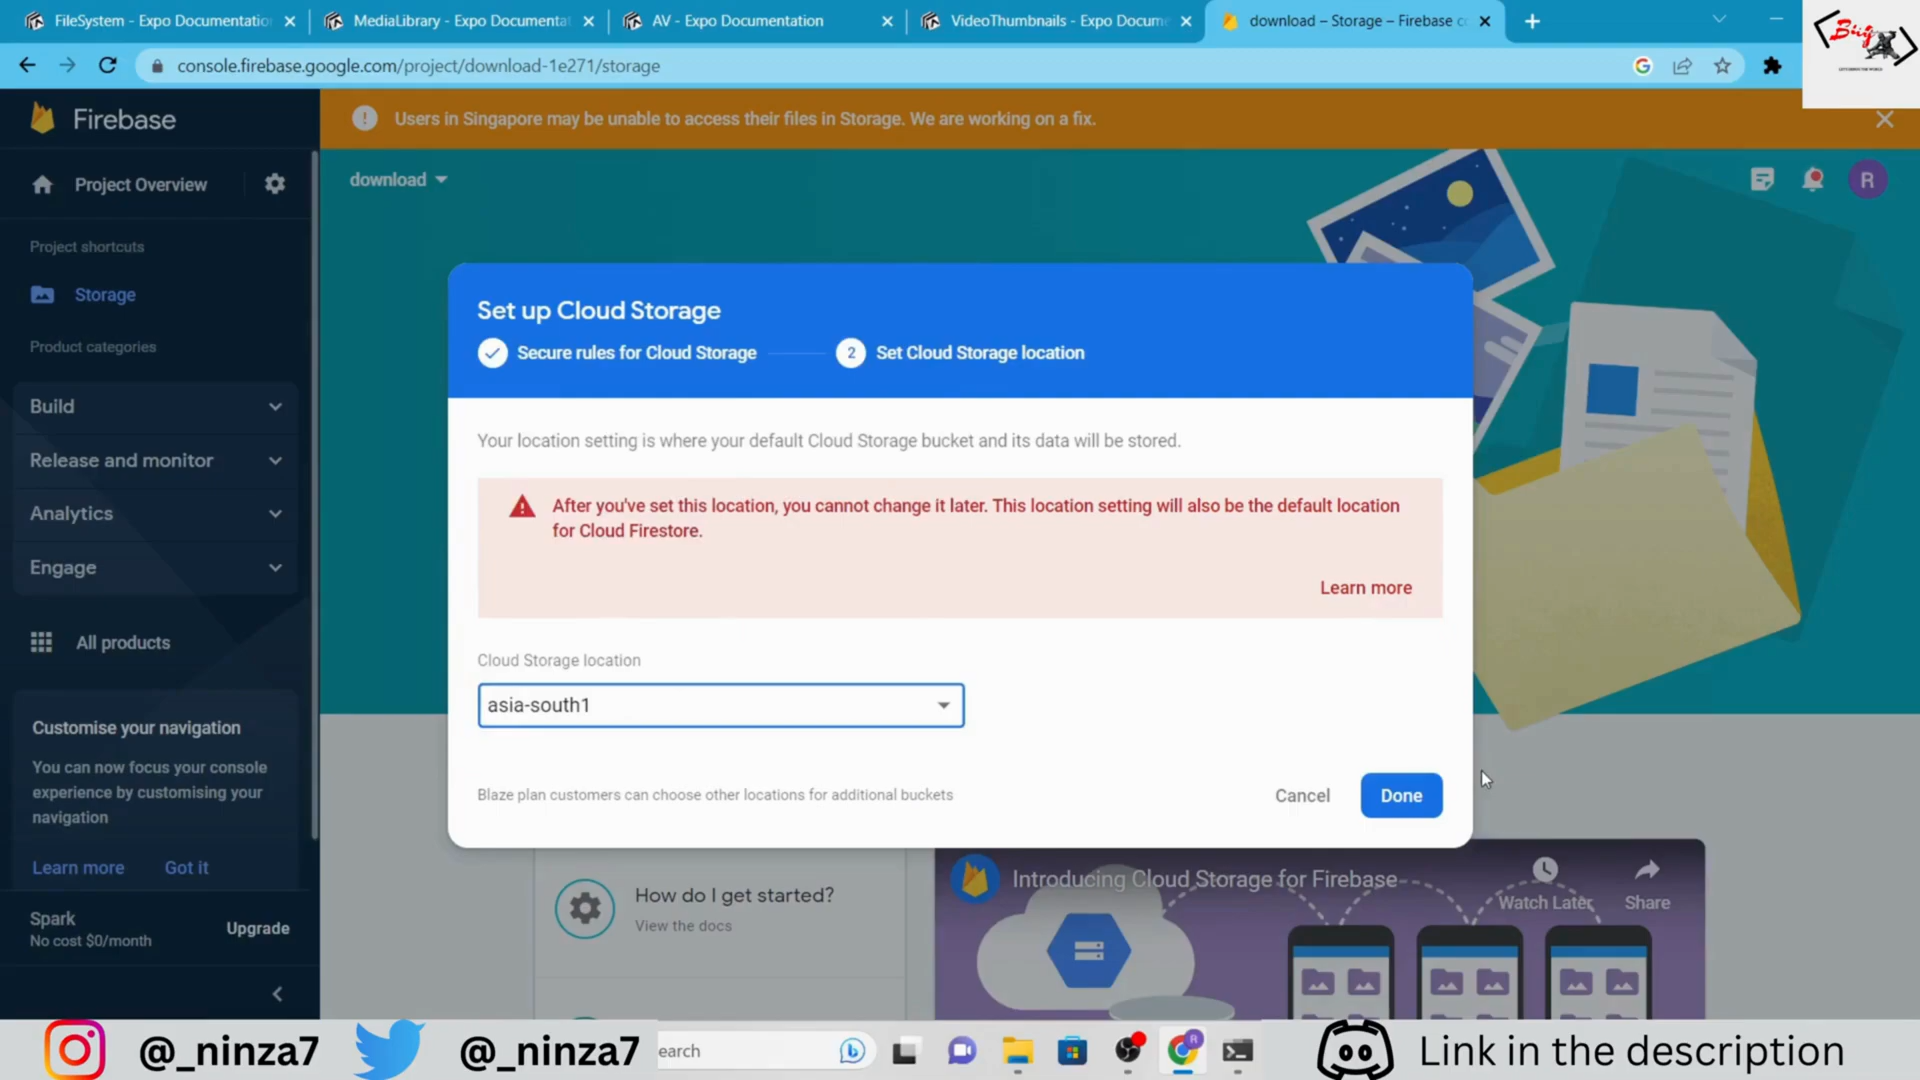 FileSystem - Expo Documentatio
MediaLibrary - Expo Documentat
AV - Expo Documentation
VideoThumbnails - Expo Docum
download – Storage – Firebase c
console.firebase.google.com/project/download-1e271/storage
Firebase
Users in Singapore may be unable to access their files in Storage. We are working on a fix.
Project Overview
download
R
Project shortcuts
Storage
Product categories
Build
Release and monitor
Analytics
Engage
All products
Customise your navigation
You can now focus your console
experience by customising your
navigation
Learn more
Got it
Spark
No cost $0/month
Upgrade
Set up Cloud Storage
Secure rules for Cloud Storage
2
Set Cloud Storage location
Your location setting is where your default Cloud Storage bucket and its data will be stored.
After you've set this location, you cannot change it later. This location setting will also be the default location
for Cloud Firestore.
Learn more
Cloud Storage location
asia-south1
Blaze plan customers can choose other locations for additional buckets
Cancel
Done
How do I get started?
View the docs
Introducing Cloud Storage for Firebase
Watch Later
Share
@_ninza7
@_ninza7
earch
Link in the description